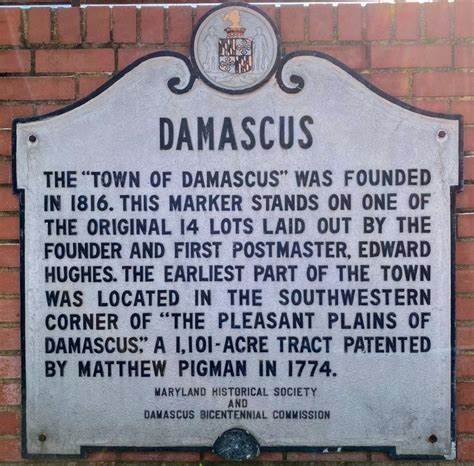 DAMASCUS
THE "TOWN OF DAMASCUS" WAS FOUNDED
IN 1816. THIS MARKER STANDS ON ONE OF
THE ORIGINAL 14 LOTS LAID OUT BY THE
FOUNDER AND FIRST POSTMASTER, EDWARD
HUGHES. THE EARLIEST PART OF THE TOWN
WAS LOCATED IN THE SOUTHWESTERN
CORNER OF "THE PLEASANT PLAINS OF
DAMASCUS," A 1,101-ACRE TRACT PATENTED
BY MATTHEW PIGMAN IN 1774.
MARYLAND HISTORICAL SOCIETY
AND
DAMASCUS BICENTENNIAL COMMISSION